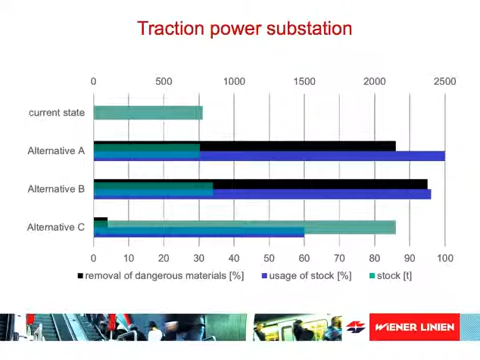 Traction power substation
0 500 1000 1500 2000 2500
current state
Alternative A
Alternative B
Alternative C
0 10 20 30 40 50 60 70 80 90 100
removal of dangerous materials [%] usage of stock [%] stock [t]
WIENER LINIEN